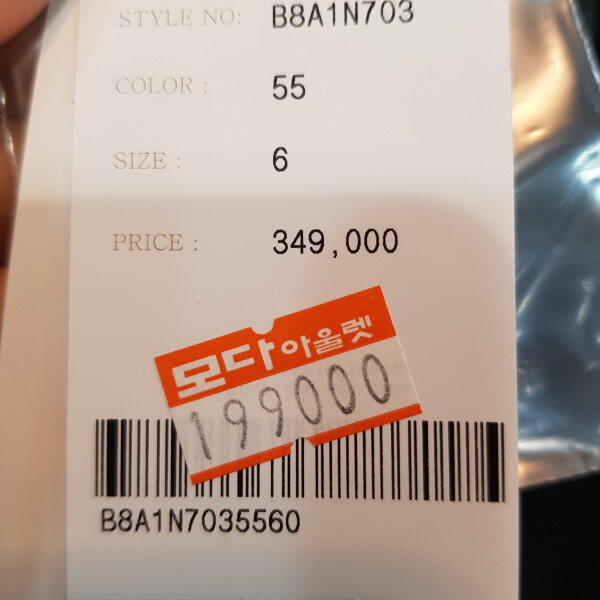 STYLE NO: B8A1N703
COLOR : 55
SIZE : 6
PRICE : 349,000
모다아울렛
199000
B8A1N7035560